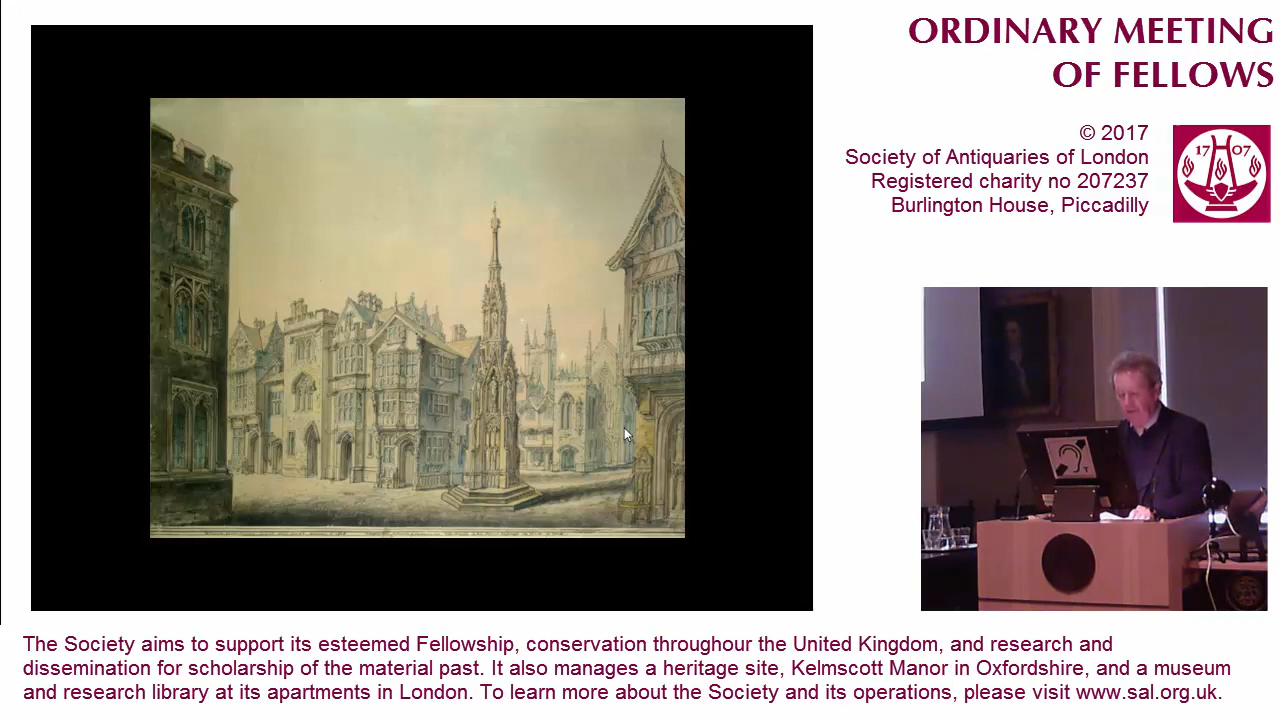 ORDINARY MEETING
OF FELLOWS
© 2017
Society of Antiquaries of London
Registered charity no 207237
Burlington House, Piccadilly
17 07
T
The Society aims to support its esteemed Fellowship, conservation throughour the United Kingdom, and research and
dissemination for scholarship of the material past. It also manages a heritage site, Kelmscott Manor in Oxfordshire, and a museum
and research library at its apartments in London. To learn more about the Society and its operations, please visit www.sal.org.uk.